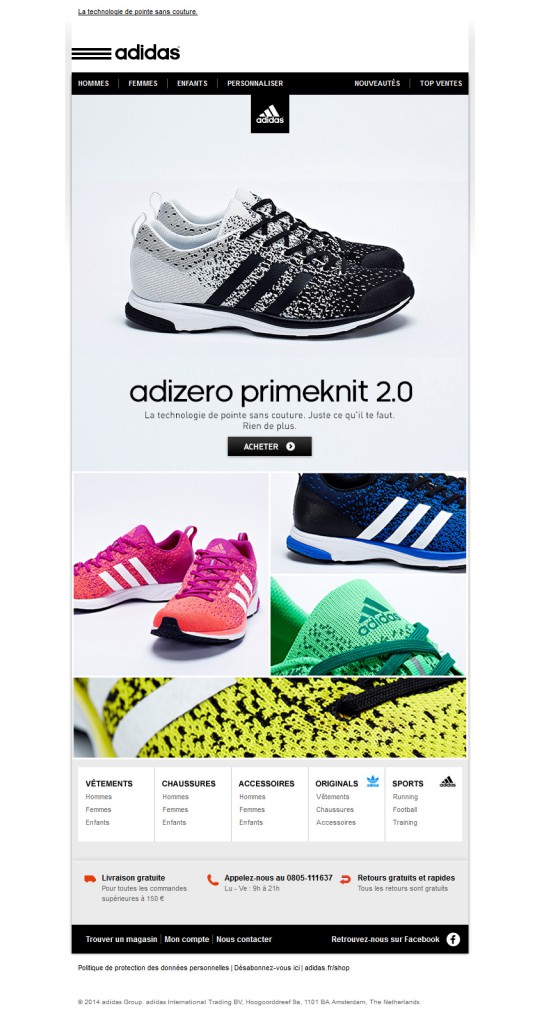 La technologie de pointe sans couture.
adidas
HOMMES FEMMES ENFANTS PERSONNALISER NOUVEAUTÉS TOP VENTES
adidas
adizero primeknit 2.0
La technologie de pointe sans couture. Juste ce qu'il te faut.
Rien de plus.
ACHETER
adidas
VÊTEMENTS CHAUSSURES ACCESSOIRES ORIGINALS adidas SPORTS adidas
Hommes Hommes Hommes Vêtements Running
Femmes Femmes Femmes Chaussures Football
Enfants Enfants Enfants Accessoires Training
Livraison gratuite Appelez-nous au 0805-111637 Retours gratuits et rapides
Pour toutes les commandes Lu - Ve : 9h à 21h Tous les retours sont gratuits
supérieures à 150 €
Trouver un magasin Mon compte Nous contacter Retrouvez-nous sur Facebook f
Politique de protection des données personnelles | Désabonnez-vous ici | adidas.fr/shop
© 2014 adidas Group. adidas International Trading BV, Hoogoorddreef 9a, 1101 BA Amsterdam, The Netherlands